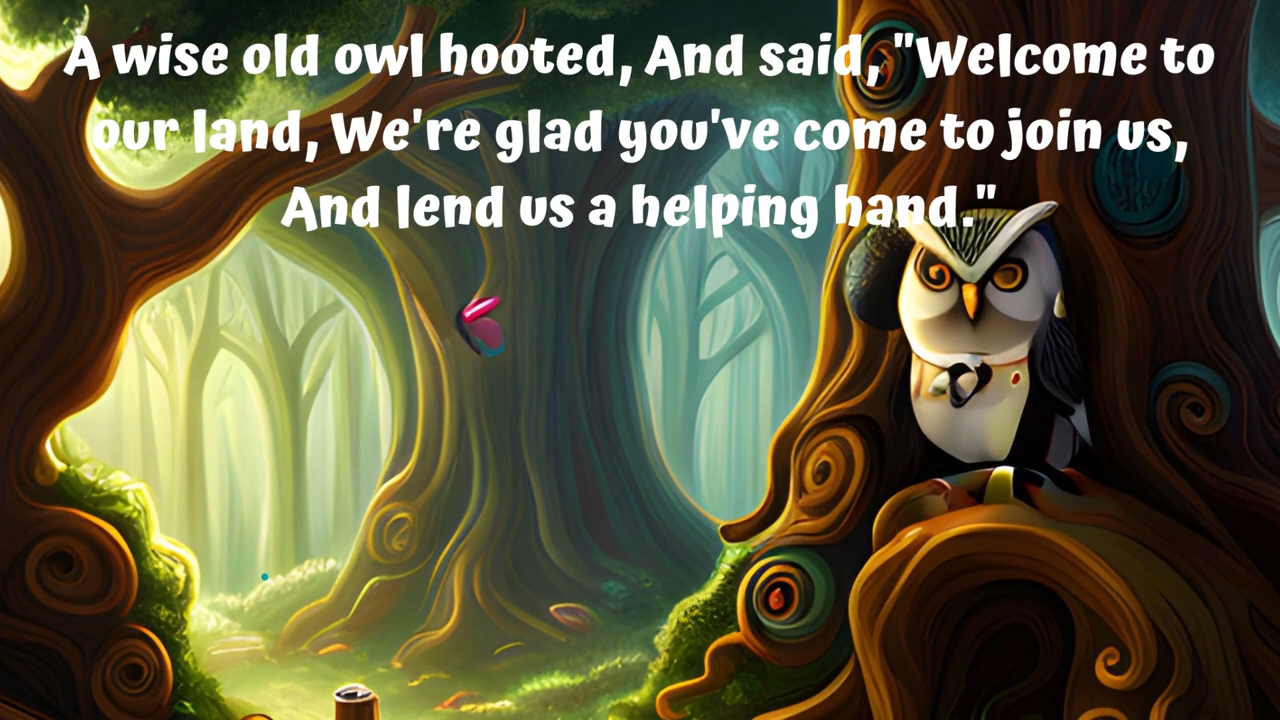 A wise old owl hooted, And said, "Welcome to
our land, We're glad you've come to join us,
And lend us a helping hand."